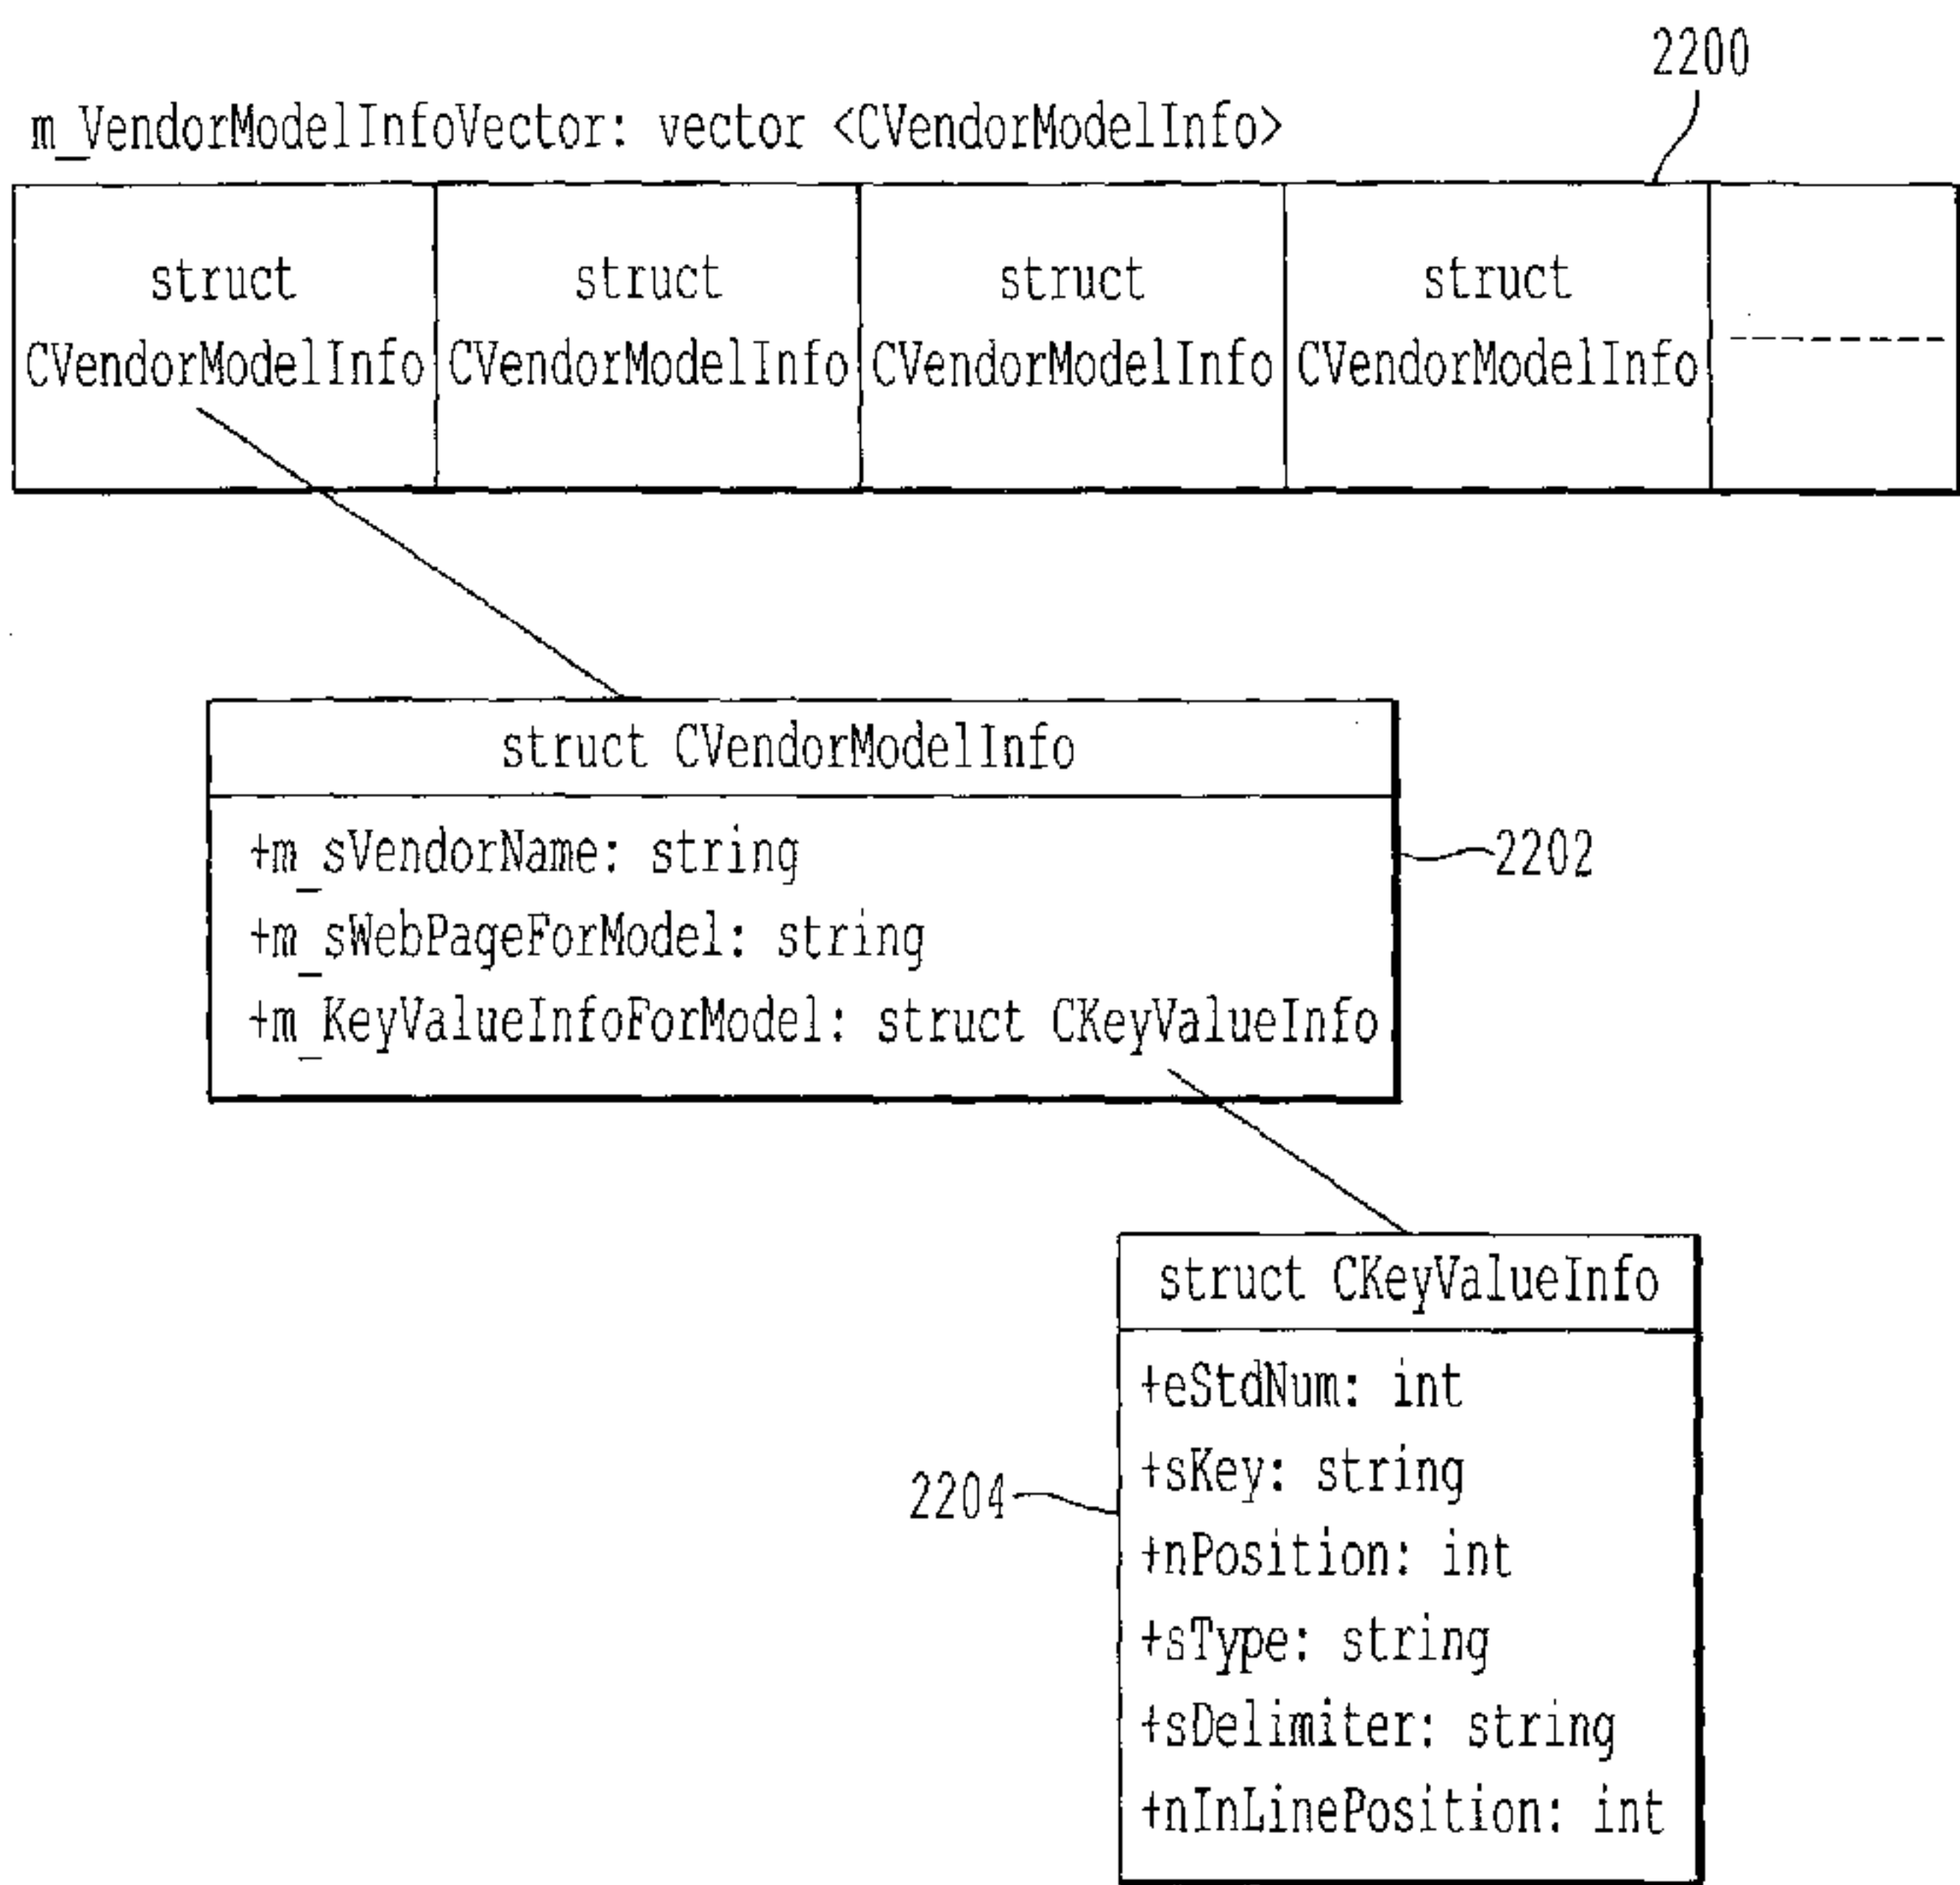 2200
m_VendorModelInfoVector: vector <CVendorModelInfo>
struct CVendorModelInfo
struct CVendorModelInfo
struct CVendorModelInfo
struct CVendorModelInfo
struct CVendorModelInfo
+m_sVendorName: string
2202
+m_sWebPageForModel: string
+m_KeyValueInfoForModel: struct CKeyValueInfo
struct CKeyValueInfo
+eStdNum: int
+sKey: string
2204
+nPosition: int
+sType: string
+sDelimiter: string
+nInLinePosition: int